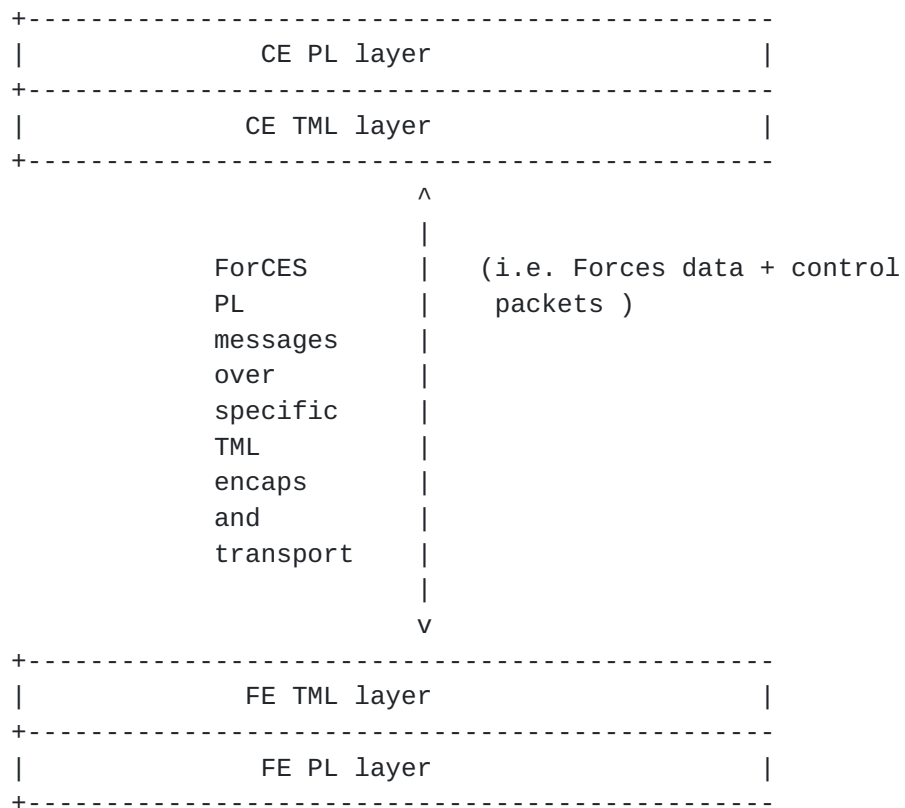 +------------------------------------------------
|               CE PL layer                     |
+------------------------------------------------
|              CE TML layer                     |
+------------------------------------------------
                          ^
                          |
             ForCES       |   (i.e. Forces data + control
             PL           |    packets )
             messages     |
             over         |
             specific     |
             TML          |
             encaps       |
             and          |
             transport    |
                          |
                          v
+------------------------------------------------
|              FE TML layer                     |
+------------------------------------------------
|               FE PL layer                     |
+------------------------------------------------